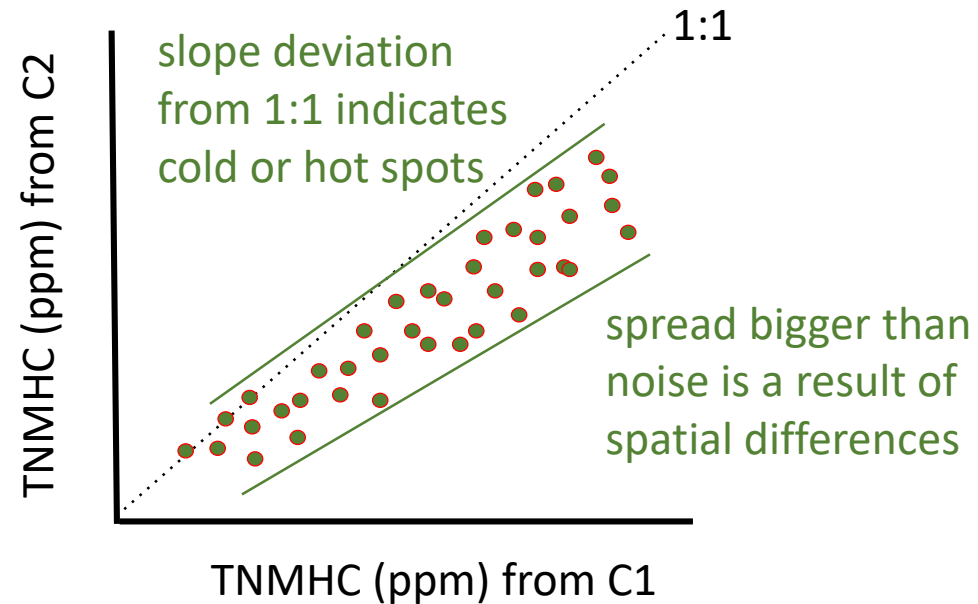 1:1
slope deviation
from 1:1 indicates
cold or hot spots
TNMHC (ppm) from C2
spread bigger than
noise is a result of
spatial differences
TNMHC (ppm) from C1